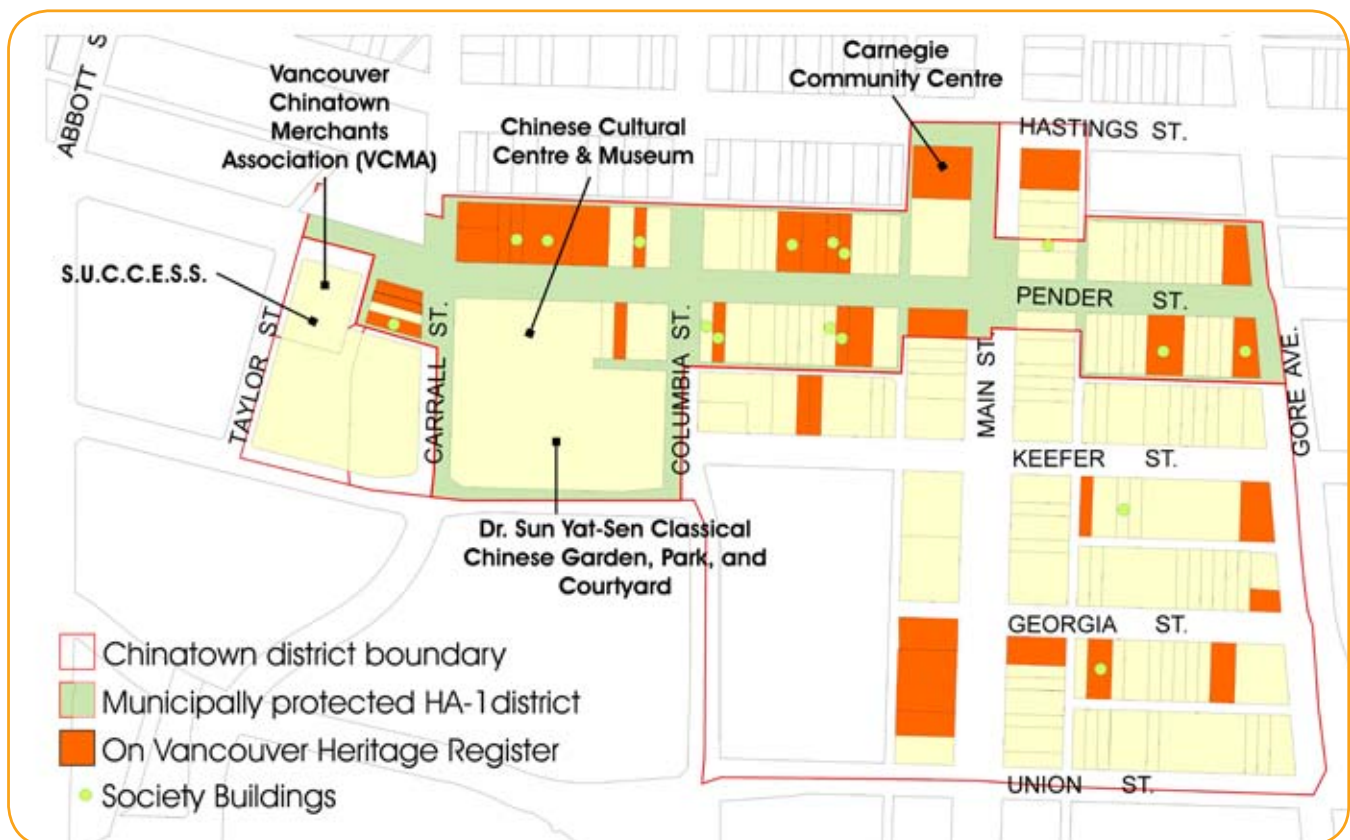 ABBOTT S
Vancouver
Chinatown
Merchants
Association (VCMA)
Chinese Cultural
Centre & Museum
Carnegie
Community Centre
HASTINGS ST.
S.U.C.C.E.S.S.
PENDER ST.
TAYLOR ST.
CARRALL ST.
COLUMBIA ST.
MAIN ST.
GORE AVE.
KEEFER ST.
Dr. Sun Yat-Sen Classical
Chinese Garden, Park, and
Courtyard
GEORGIA ST.
UNION ST.
Chinatown district boundary
Municipally protected HA-1 district
On Vancouver Heritage Register
Society Buildings